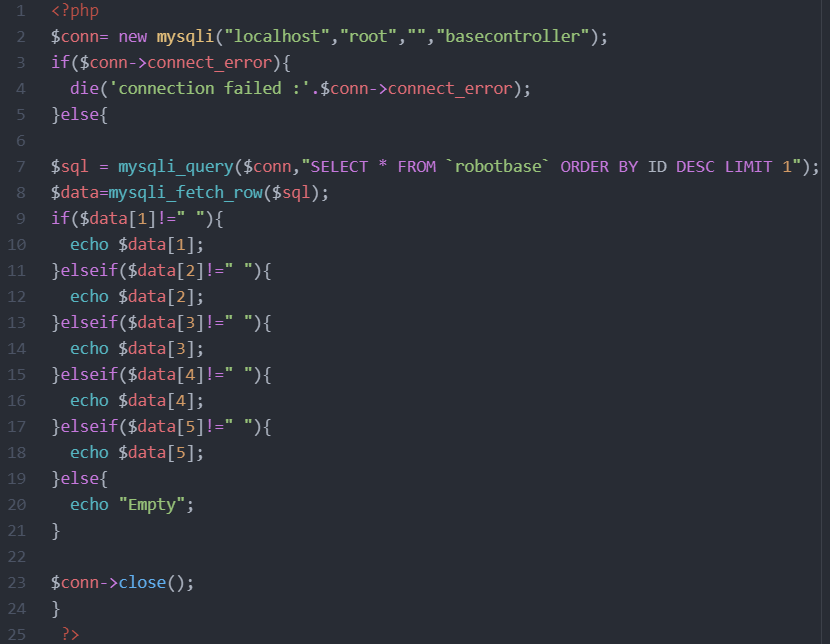 1 <?php
2 $conn= new mysqli("localhost","root","","basecontroller");
3 if($conn->connect_error){
4   die('connection failed :'.$conn->connect_error);
5 }else{
6
7 $sql = mysqli_query($conn,"SELECT * FROM `robotbase` ORDER BY ID DESC LIMIT 1");
8 $data=mysqli_fetch_row($sql);
9 if($data[1]!=" "){
10   echo $data[1];
11 }elseif($data[2]!=" "){
12   echo $data[2];
13 }elseif($data[3]!=" "){
14   echo $data[3];
15 }elseif($data[4]!=" "){
16   echo $data[4];
17 }elseif($data[5]!=" "){
18   echo $data[5];
19 }else{
20   echo "Empty";
21 }
22
23 $conn->close();
24 }
25  ?>